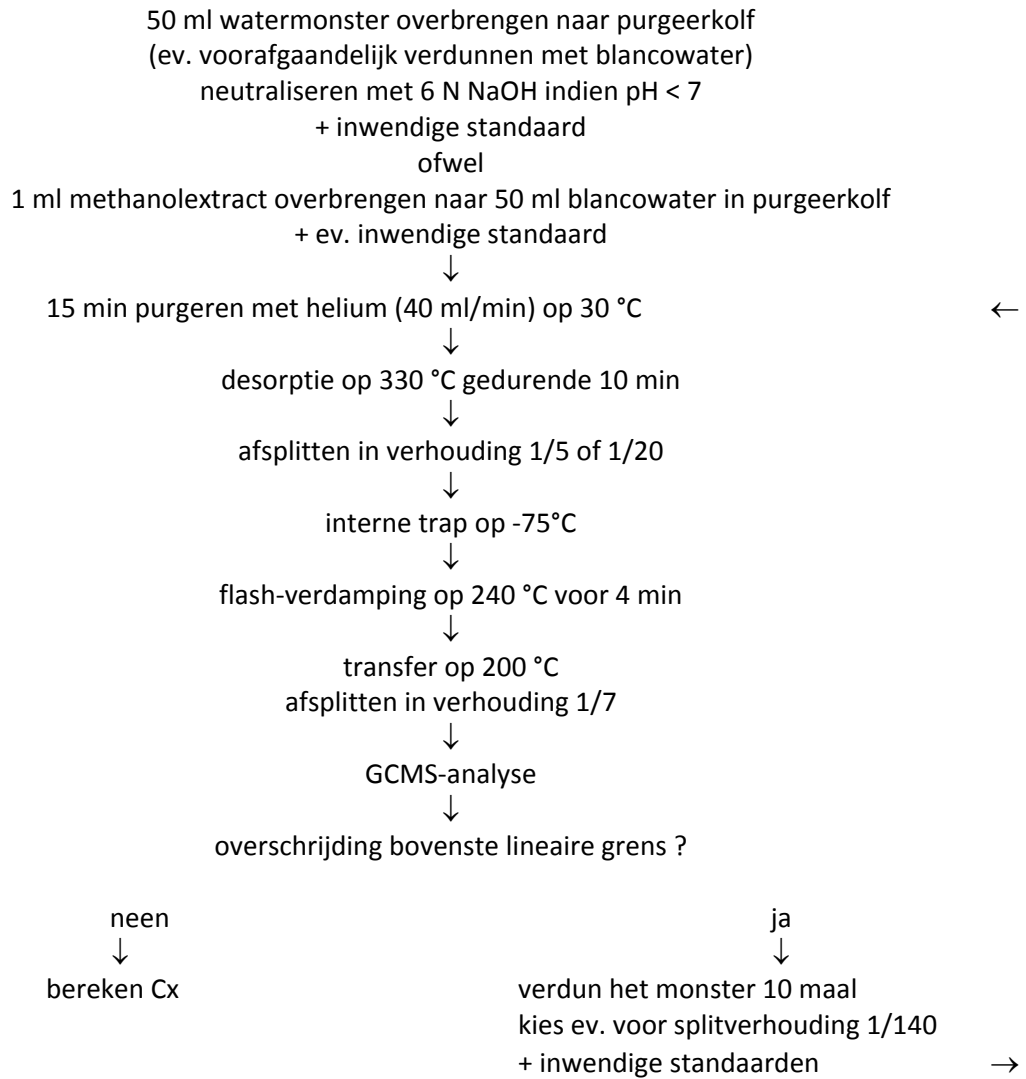 50 ml watermonster overbrengen naar purgeerkolf
(ev. voorafgaandelijk verdunnen met blancowater)
neutraliseren met 6 N NaOH indien pH < 7
+ inwendige standaard
ofwel
1 ml methanolextract overbrengen naar 50 ml blancowater in purgeerkolf
+ ev. inwendige standaard
↓
15 min purgeren met helium (40 ml/min) op 30 °C ←
↓
desorptie op 330 °C gedurende 10 min
↓
afsplitten in verhouding 1/5 of 1/20
↓
interne trap op -75°C
↓
flash-verdamping op 240 °C voor 4 min
↓
transfer op 200 °C
afsplitten in verhouding 1/7
↓
GCMS-analyse
↓
overschrijding bovenste lineaire grens ?
neen ja
↓ ↓
bereken Cx verdun het monster 10 maal
kies ev. voor splitverhouding 1/140
+ inwendige standaarden →